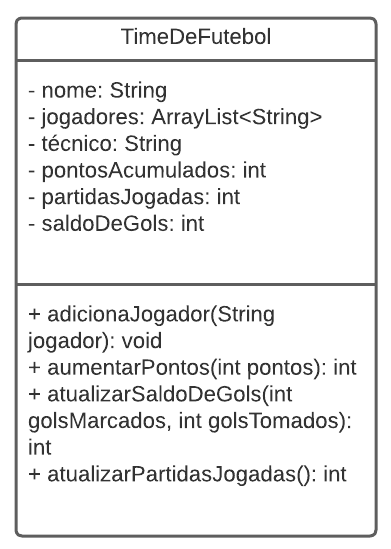 TimeDeFutebol
- nome: String
- jogadores: ArrayList<String>
- técnico: String
- pontosAcumulados: int
- partidasJogadas: int
- saldoDeGols: int
+ adicionaJogador(String
jogador): void
+ aumentarPontos(int pontos): int
+ atualizarSaldoDeGols(int
golsMarcados, int golsTomados):
int
+ atualizarPartidasJogadas(): int